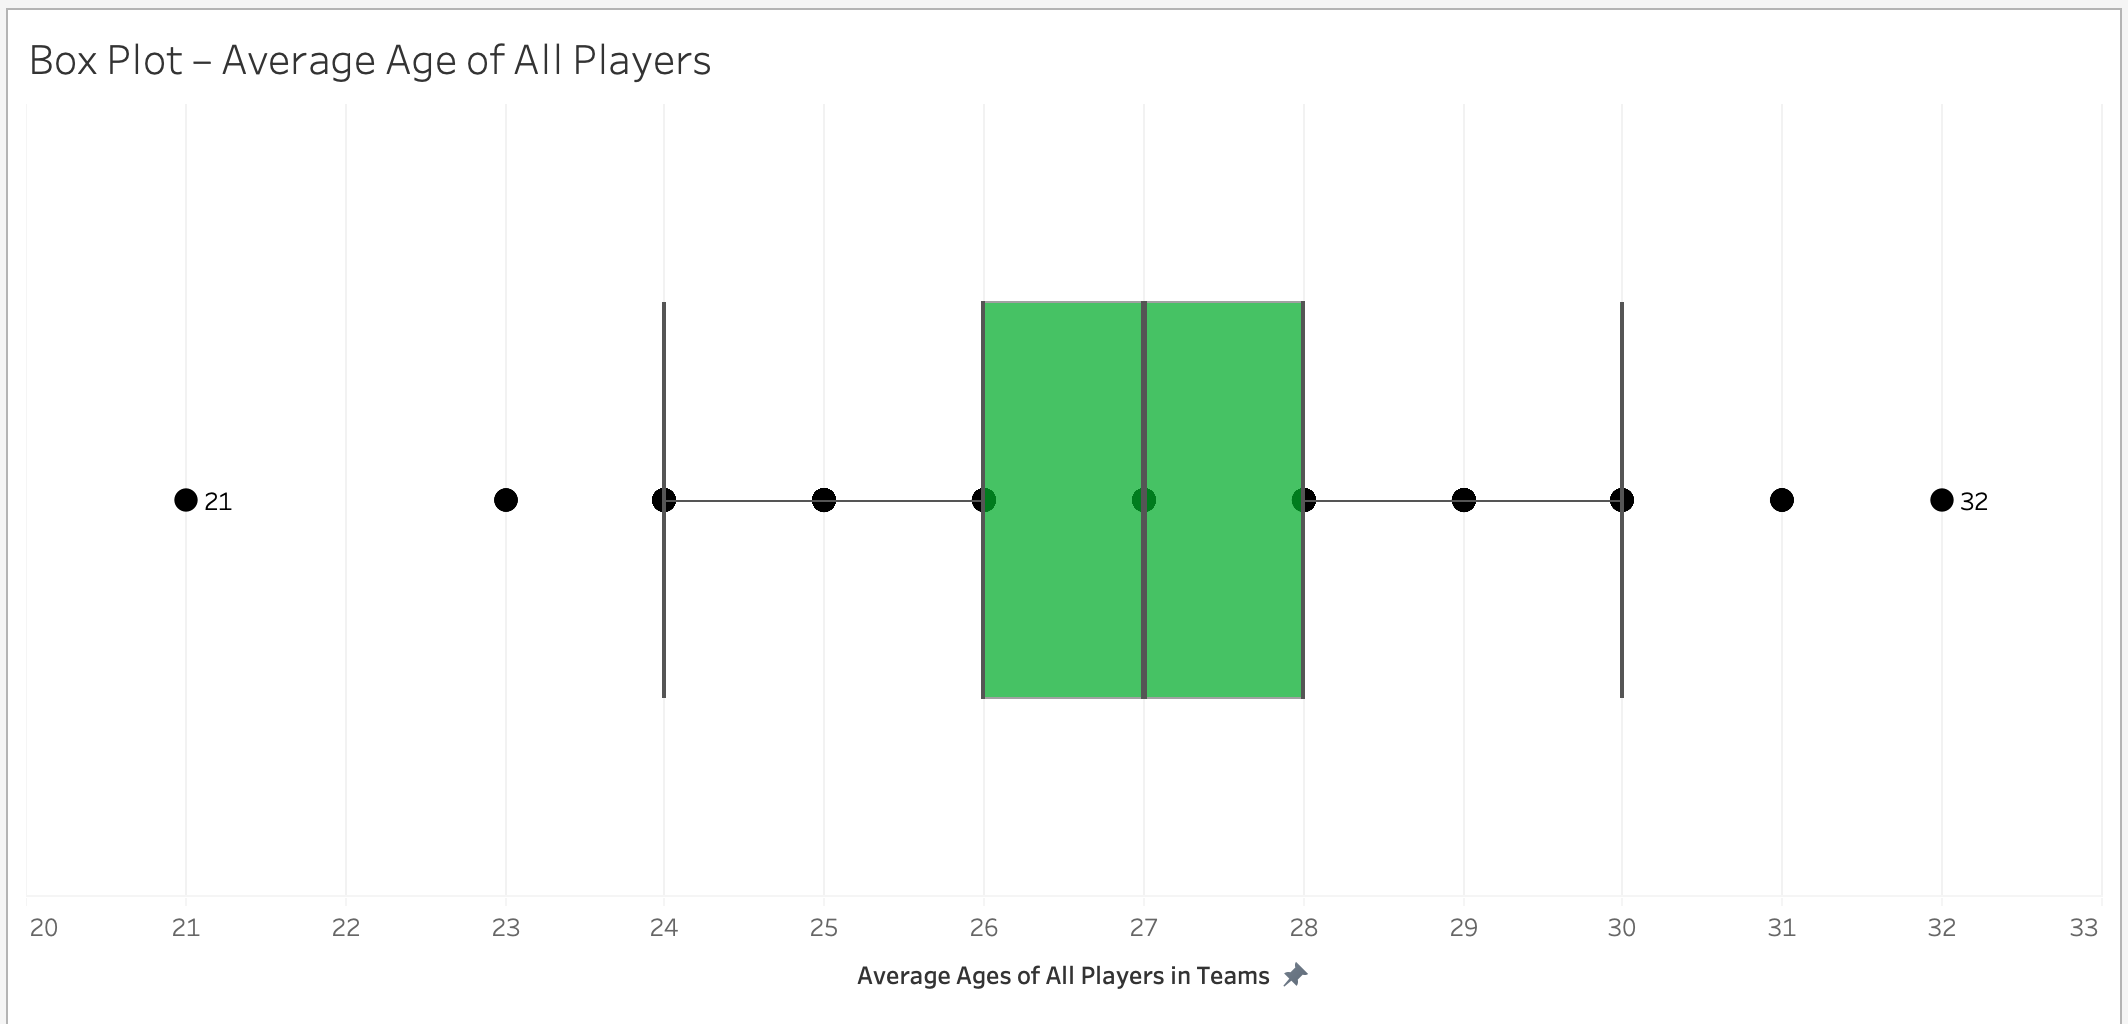 Box Plot – Average Age of All Players
21
32
20 21 22 23 24 25 26 27 28 29 30 31 32 33
Average Ages of All Players in Teams